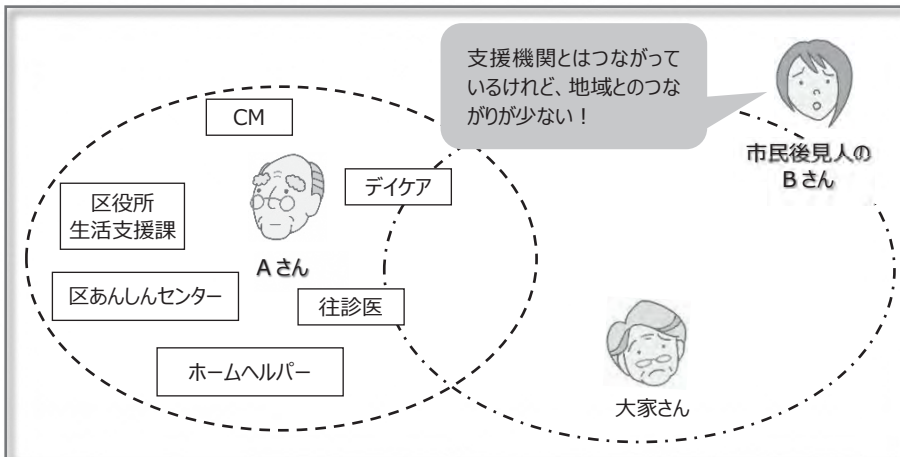 支援機関とはつながって
いるけれど、地域とのつな
がりが少ない！
CM
市民後見人の
Bさん
デイケア
区役所
生活支援課
Aさん
区あんしんセンター
往診医
ホームヘルパー
大家さん